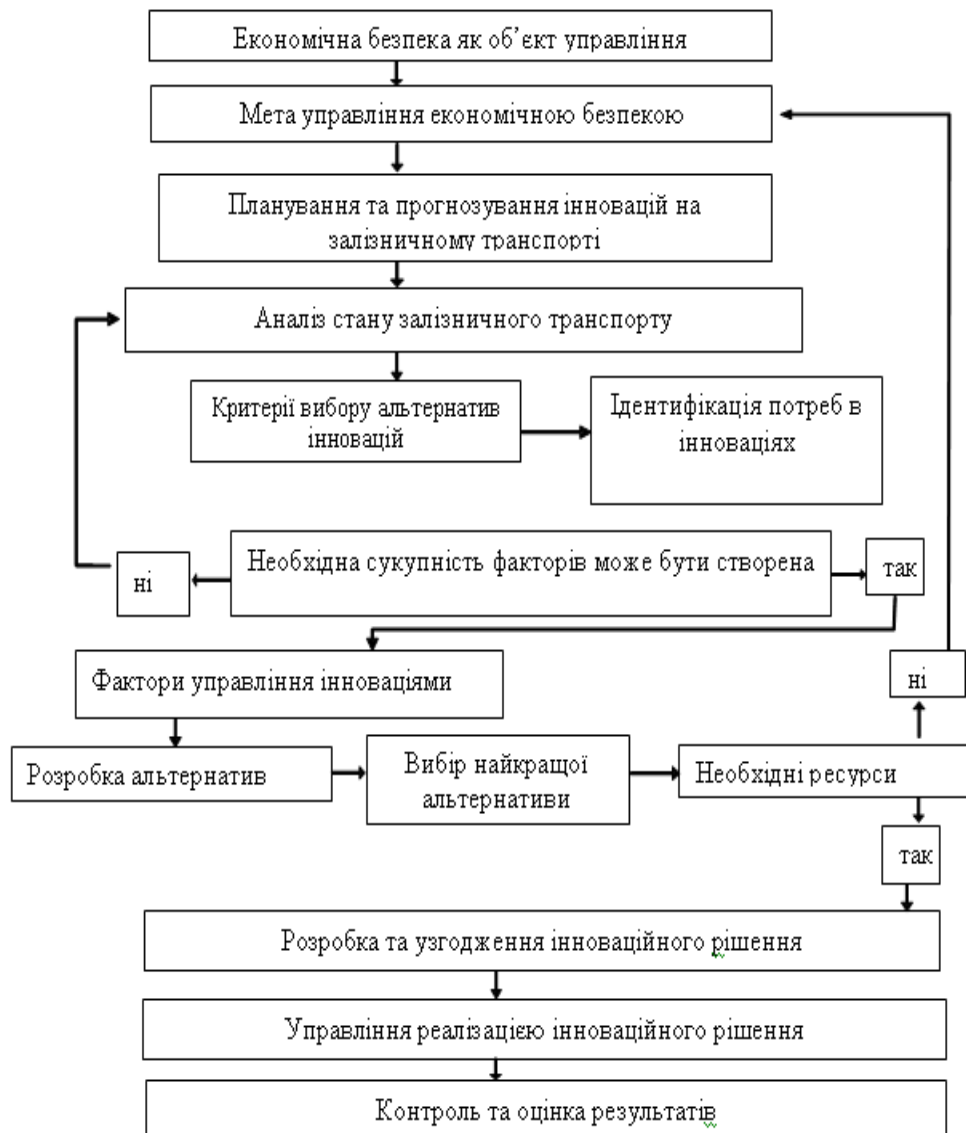 Економічна безпека як об’єкт управління
Мета управління економічною безпекою
Планування та прогнозування інновацій на
залізничному транспорті
Аналіз стану залізничного транспорту
Критерії вибору альтернатив
інновацій
Ідентифікація потреб в
інноваціях
ні
Необхідна сукупність факторів може бути створена
так
Фактори управління інноваціями
ні
Розробка альтернатив
Вибір найкращої
альтернативи
Необхідні ресурси
так
Розробка та узгодження інноваційного рішення
Управління реалізацією інноваційного рішення
Контроль та оцінка результатів